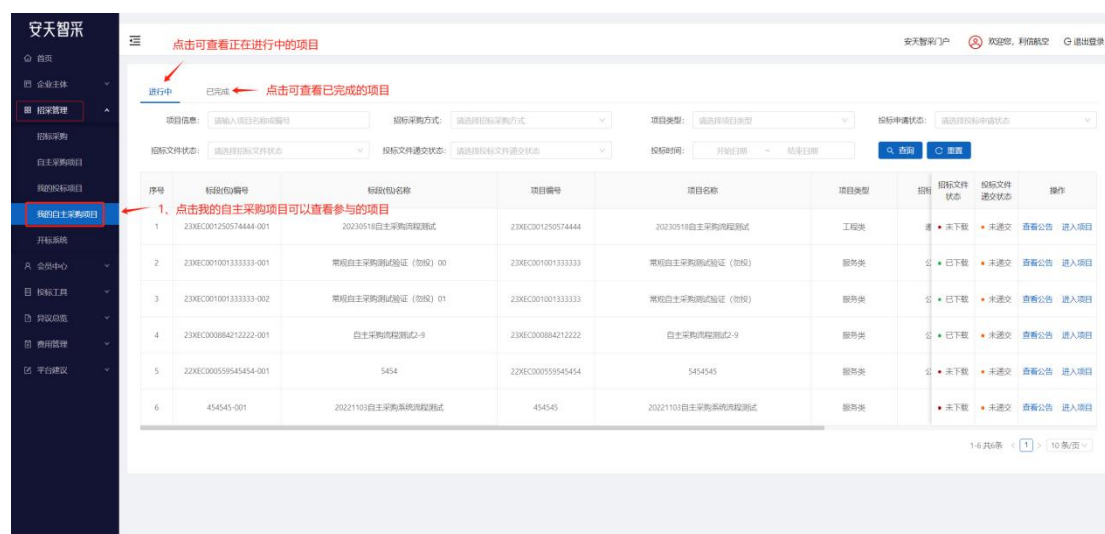 安天智采
点击可查看正在进行中的项目
安天智采门户 欢迎您，利信航空 退出登录
首页
企业主体
招采管理
招标采购
自主采购项目
我的投标项目
我的自主采购项目
开标系统
会员中心
投标工具
异议总览
费用管理
平台建议
进行中 已完成 点击可查看已完成的项目
项目信息: 请输入项目名称或编号 招标采购方式: 请选择招标采购方式 项目类型: 请选择项目类型 投标申请状态: 请选择投标申请状态
招标文件状态: 请选择招标文件状态 投标文件递交状态: 请选择投标文件递交状态 投标时间: 开始日期 ~ 结束日期 查询 重置
序号 标段(包)编号 标段(包)名称 项目编号 项目名称 项目类型 招标 招标文件状态 投标文件递交状态 操作
1、点击我的自主采购项目可以查看参与的项目
1 23XEC001250574444-001 20230518自主采购流程测试 23XEC001250574444 20230518自主采购流程测试 工程类 未下载 未递交 查看公告 进入项目
2 23XEC001001333333-001 常规自主采购测试验证（勿投）00 23XEC001001333333 常规自主采购测试验证（勿投） 服务类 公 已下载 未递交 查看公告 进入项目
3 23XEC001001333333-002 常规自主采购测试验证（勿投）01 23XEC001001333333 常规自主采购测试验证（勿投） 服务类 公 已下载 未递交 查看公告 进入项目
4 23XEC000884212222-001 自主采购流程测试2-9 23XEC000884212222 自主采购流程测试2-9 服务类 公 已下载 未递交 查看公告 进入项目
5 22XEC000559545454-001 5454 22XEC000559545454 5454545 服务类 公 未下载 未递交 查看公告 进入项目
6 454545-001 20221103自主采购系统流程测试 454545 20221103自主采购系统流程测试 服务类 未下载 未递交 查看公告 进入项目
1-6 共6条 < 1 > 10 条/页